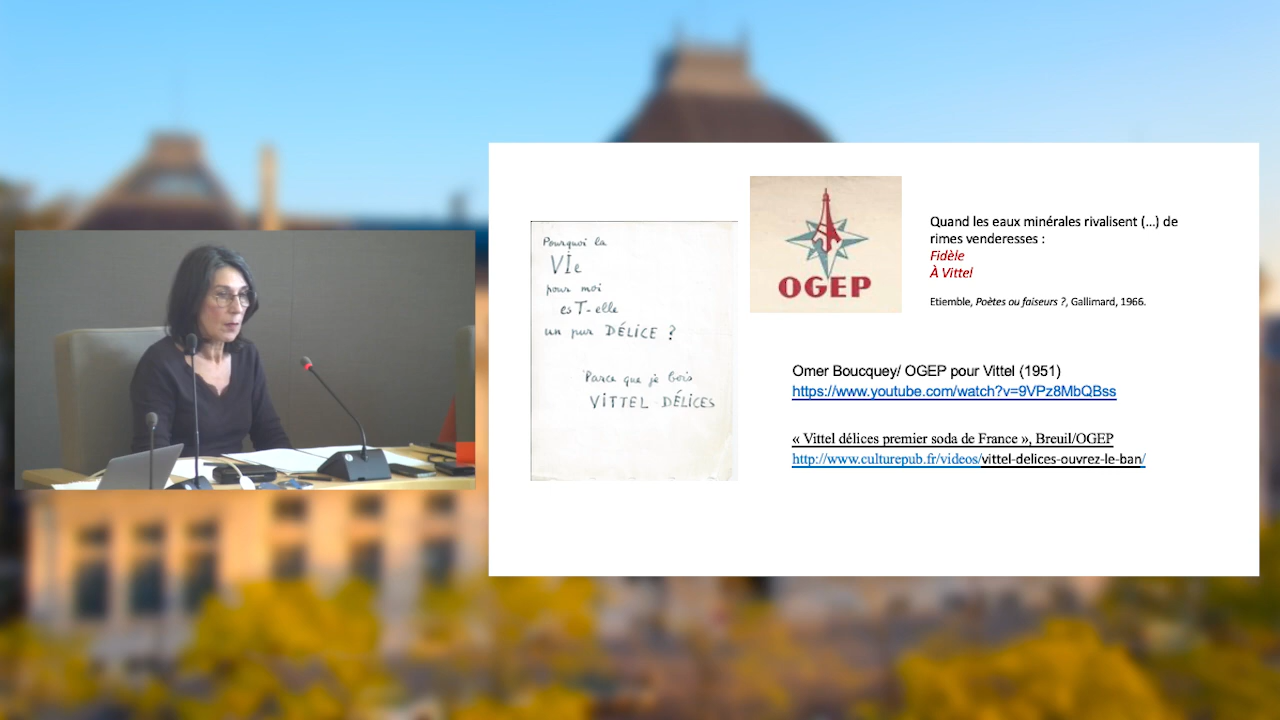 Pourquoi la
VIe
pour moi
esT-elle
un pur DÉLICE ?
Parce que je bois
VITTEL DÉLICES
OGEP
Quand les eaux minérales rivalisent (...) de
rimes venderesses :
Fidèle
À Vittel
Etiemble, Poètes ou faiseurs ?, Gallimard, 1966.
Omer Boucquey/ OGEP pour Vittel (1951)
https://www.youtube.com/watch?v=9VPz8MbQBss
« Vittel délices premier soda de France », Breuil/OGEP
http://www.culturepub.fr/videos/vittel-delices-ouvrez-le-ban/